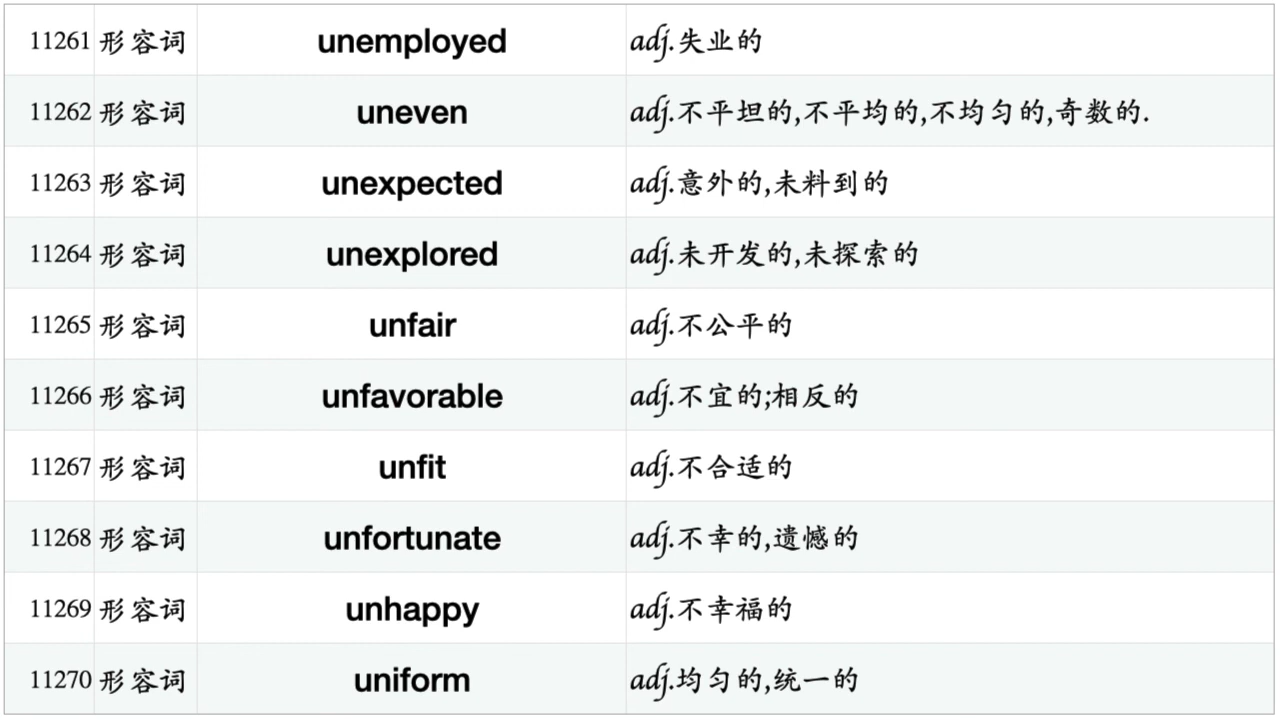 11261 形容词 unemployed adj.失业的
11262 形容词 uneven adj.不平坦的,不平均的,不均匀的,奇数的.
11263 形容词 unexpected adj.意外的,未料到的
11264 形容词 unexplored adj.未开发的,未探索的
11265 形容词 unfair adj.不公平的
11266 形容词 unfavorable adj.不宜的;相反的
11267 形容词 unfit adj.不合适的
11268 形容词 unfortunate adj.不幸的,遗憾的
11269 形容词 unhappy adj.不幸福的
11270 形容词 uniform adj.均匀的,统一的